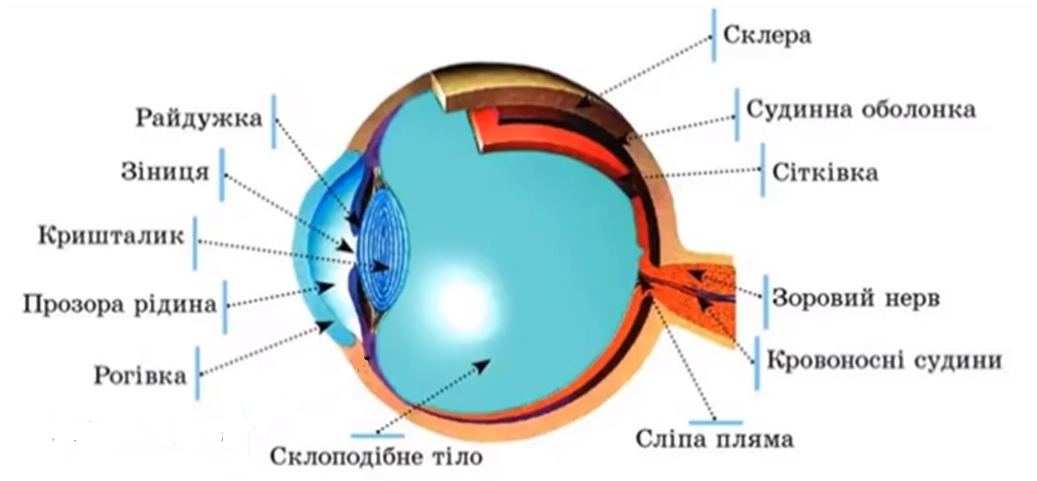 Склера
Райдужка
Судинна оболонка
Зіниця
Сітківка
Кришталик
Прозора рідина
Зоровий нерв
Рогівка
Кровоносні судини
Склоподібне тіло
Сліпа пляма